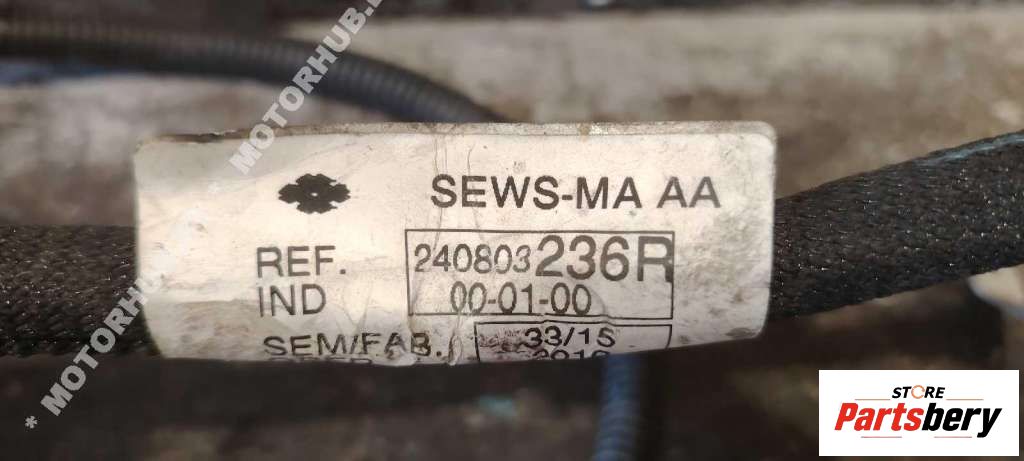 SEWS-MA AA
REF. 240803236R
IND 00-01-00
SEM/FAB. 33/15
* MOTORHUB.
* MOTORHUB
STORE
Partsbery